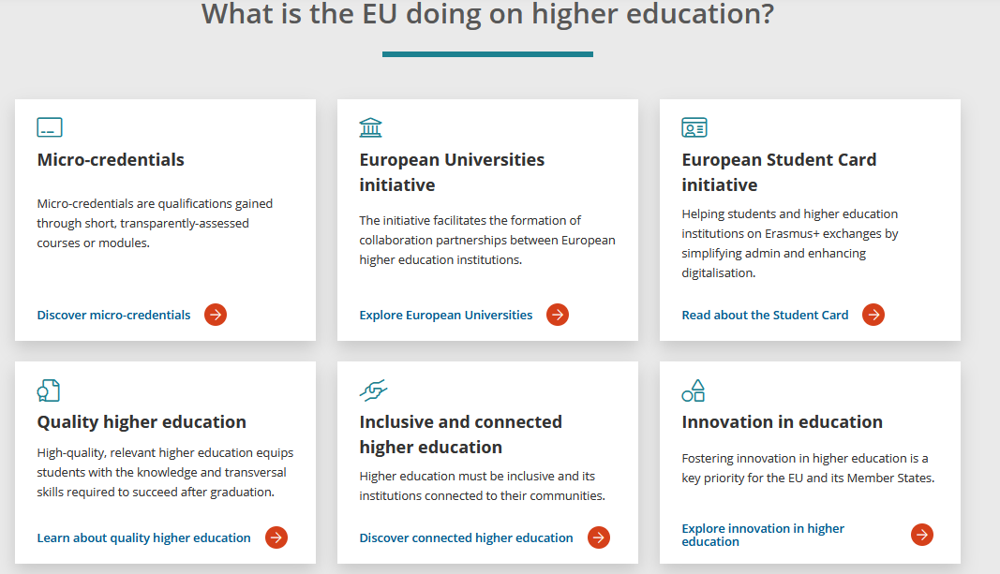 What is the EU doing on higher education?
Micro-credentials
Micro-credentials are qualifications gained
through short, transparently-assessed
courses or modules.
Discover micro-credentials
European Universities
initiative
The initiative facilitates the formation of
collaboration partnerships between European
higher education institutions.
Explore European Universities
European Student Card
initiative
Helping students and higher education
institutions on Erasmus+ exchanges by
simplifying admin and enhancing
digitalisation.
Read about the Student Card
Quality higher education
High-quality, relevant higher education equips
students with the knowledge and transversal
skills required to succeed after graduation.
Learn about quality higher education
Inclusive and connected
higher education
Higher education must be inclusive and its
institutions connected to their communities.
Discover connected higher education
Innovation in education
Fostering innovation in higher education is a
key priority for the EU and its Member States.
Explore innovation in higher
education